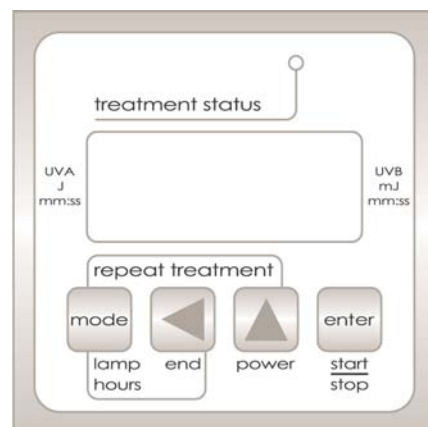 treatment status
UVA
J
mm:ss
UVB
mJ
mm:ss
repeat treatment
mode
enter
lamp
hours
end
power
start
stop